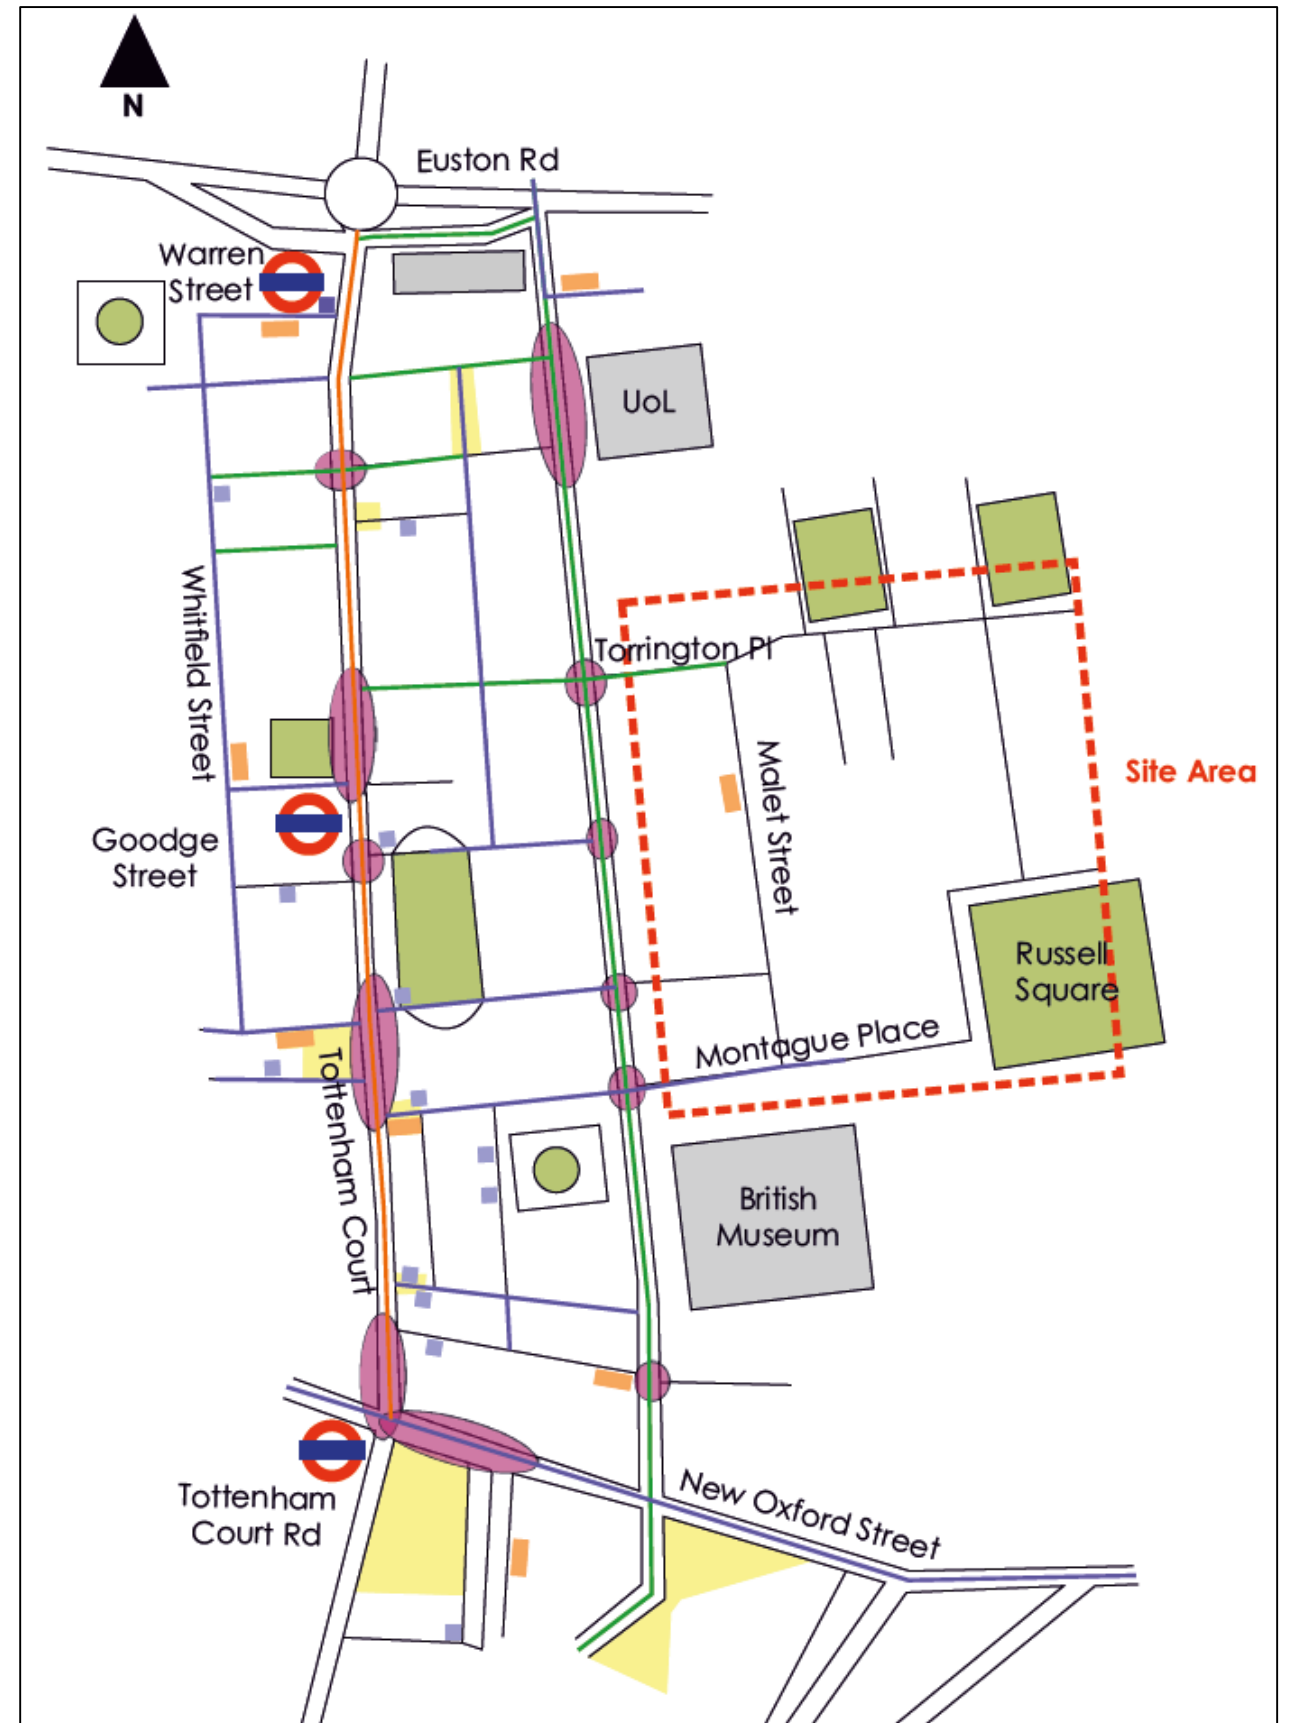 N
Euston Rd
Warren
Street
UoL
Whitfield Street
Torrington Pl
Malet Street
Site Area
Goodge
Street
Russell
Square
Montague Place
Tottenham Court
British
Museum
Tottenham
Court Rd
New Oxford Street